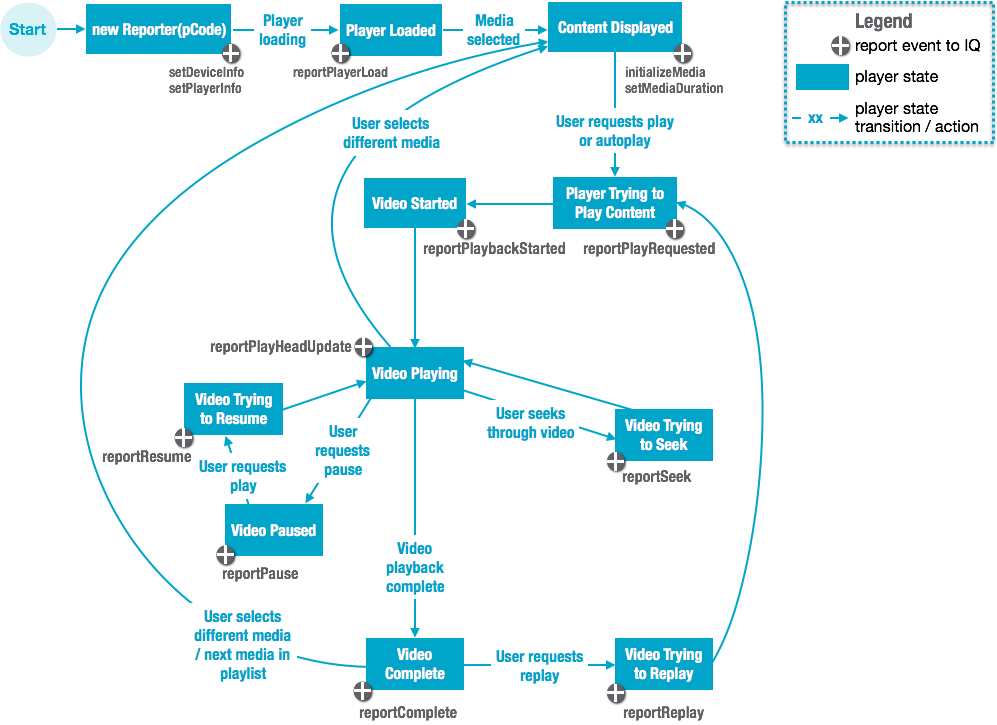 Start
new Reporter(pCode)
setDeviceInfo
setPlayerInfo
Player
loading
Player Loaded
reportPlayerLoad
Media
selected
Content Displayed
initializeMedia
setMediaDuration
Legend
report event to IQ
player state
xx
player state
transition / action
User selects
different media
User requests play
or autoplay
Video Started
reportPlaybackStarted
Player Trying to
Play Content
reportPlayRequested
reportPlayHeadUpdate
Video Playing
Video Trying
to Resume
reportResume
User requests
play
User
requests
pause
Video Paused
reportPause
User seeks
through video
Video Trying
to Seek
reportSeek
Video
playback
complete
User selects
different media
/ next media in
playlist
Video
Complete
reportComplete
User requests
replay
Video Trying
to Replay
reportReplay